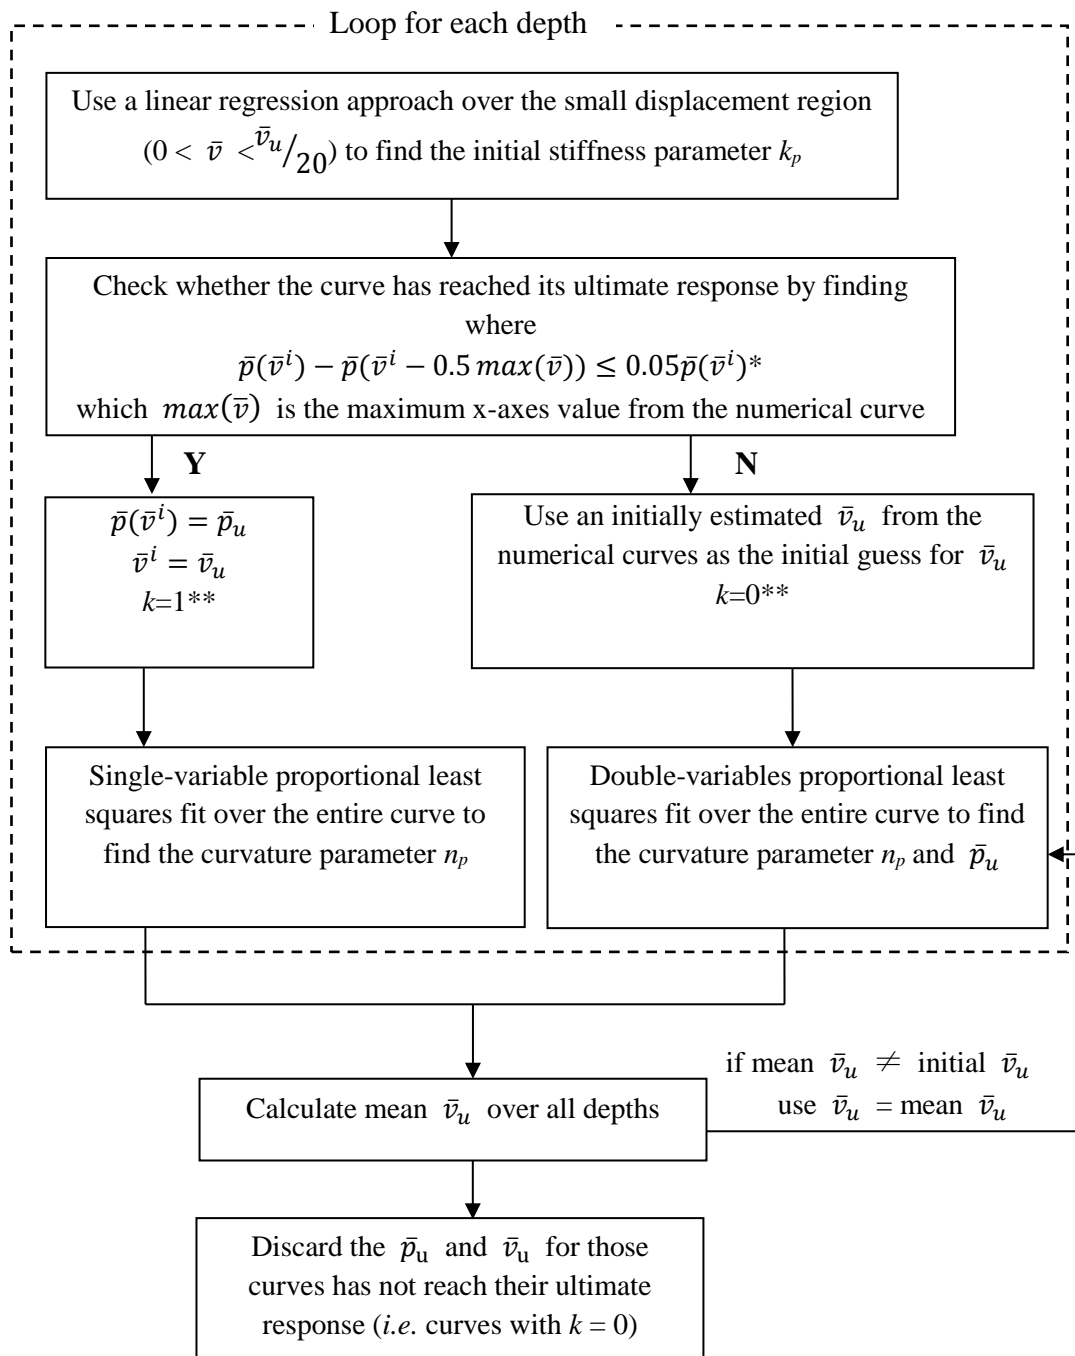 Loop for each depth
Use a linear regression approach over the small displacement region
(0 < v̄ < v̄ᵤ/20) to find the initial stiffness parameter kₚ
Check whether the curve has reached its ultimate response by finding
where
p̄(v̄ⁱ) − p̄(v̄ⁱ − 0.5 max(v̄)) ≤ 0.05p̄(v̄ⁱ)*
which max(v̄) is the maximum x-axes value from the numerical curve
Y
N
p̄(v̄ⁱ) = p̄ᵤ
v̄ⁱ = v̄ᵤ
k=1**
Use an initially estimated v̄ᵤ from the
numerical curves as the initial guess for v̄ᵤ
k=0**
Single-variable proportional least
squares fit over the entire curve to
find the curvature parameter nₚ
Double-variables proportional least
squares fit over the entire curve to find
the curvature parameter nₚ and p̄ᵤ
Calculate mean v̄ᵤ over all depths
if mean v̄ᵤ ≠ initial v̄ᵤ
use v̄ᵤ = mean v̄ᵤ
Discard the p̄ᵤ and v̄ᵤ for those
curves has not reach their ultimate
response (i.e. curves with k = 0)